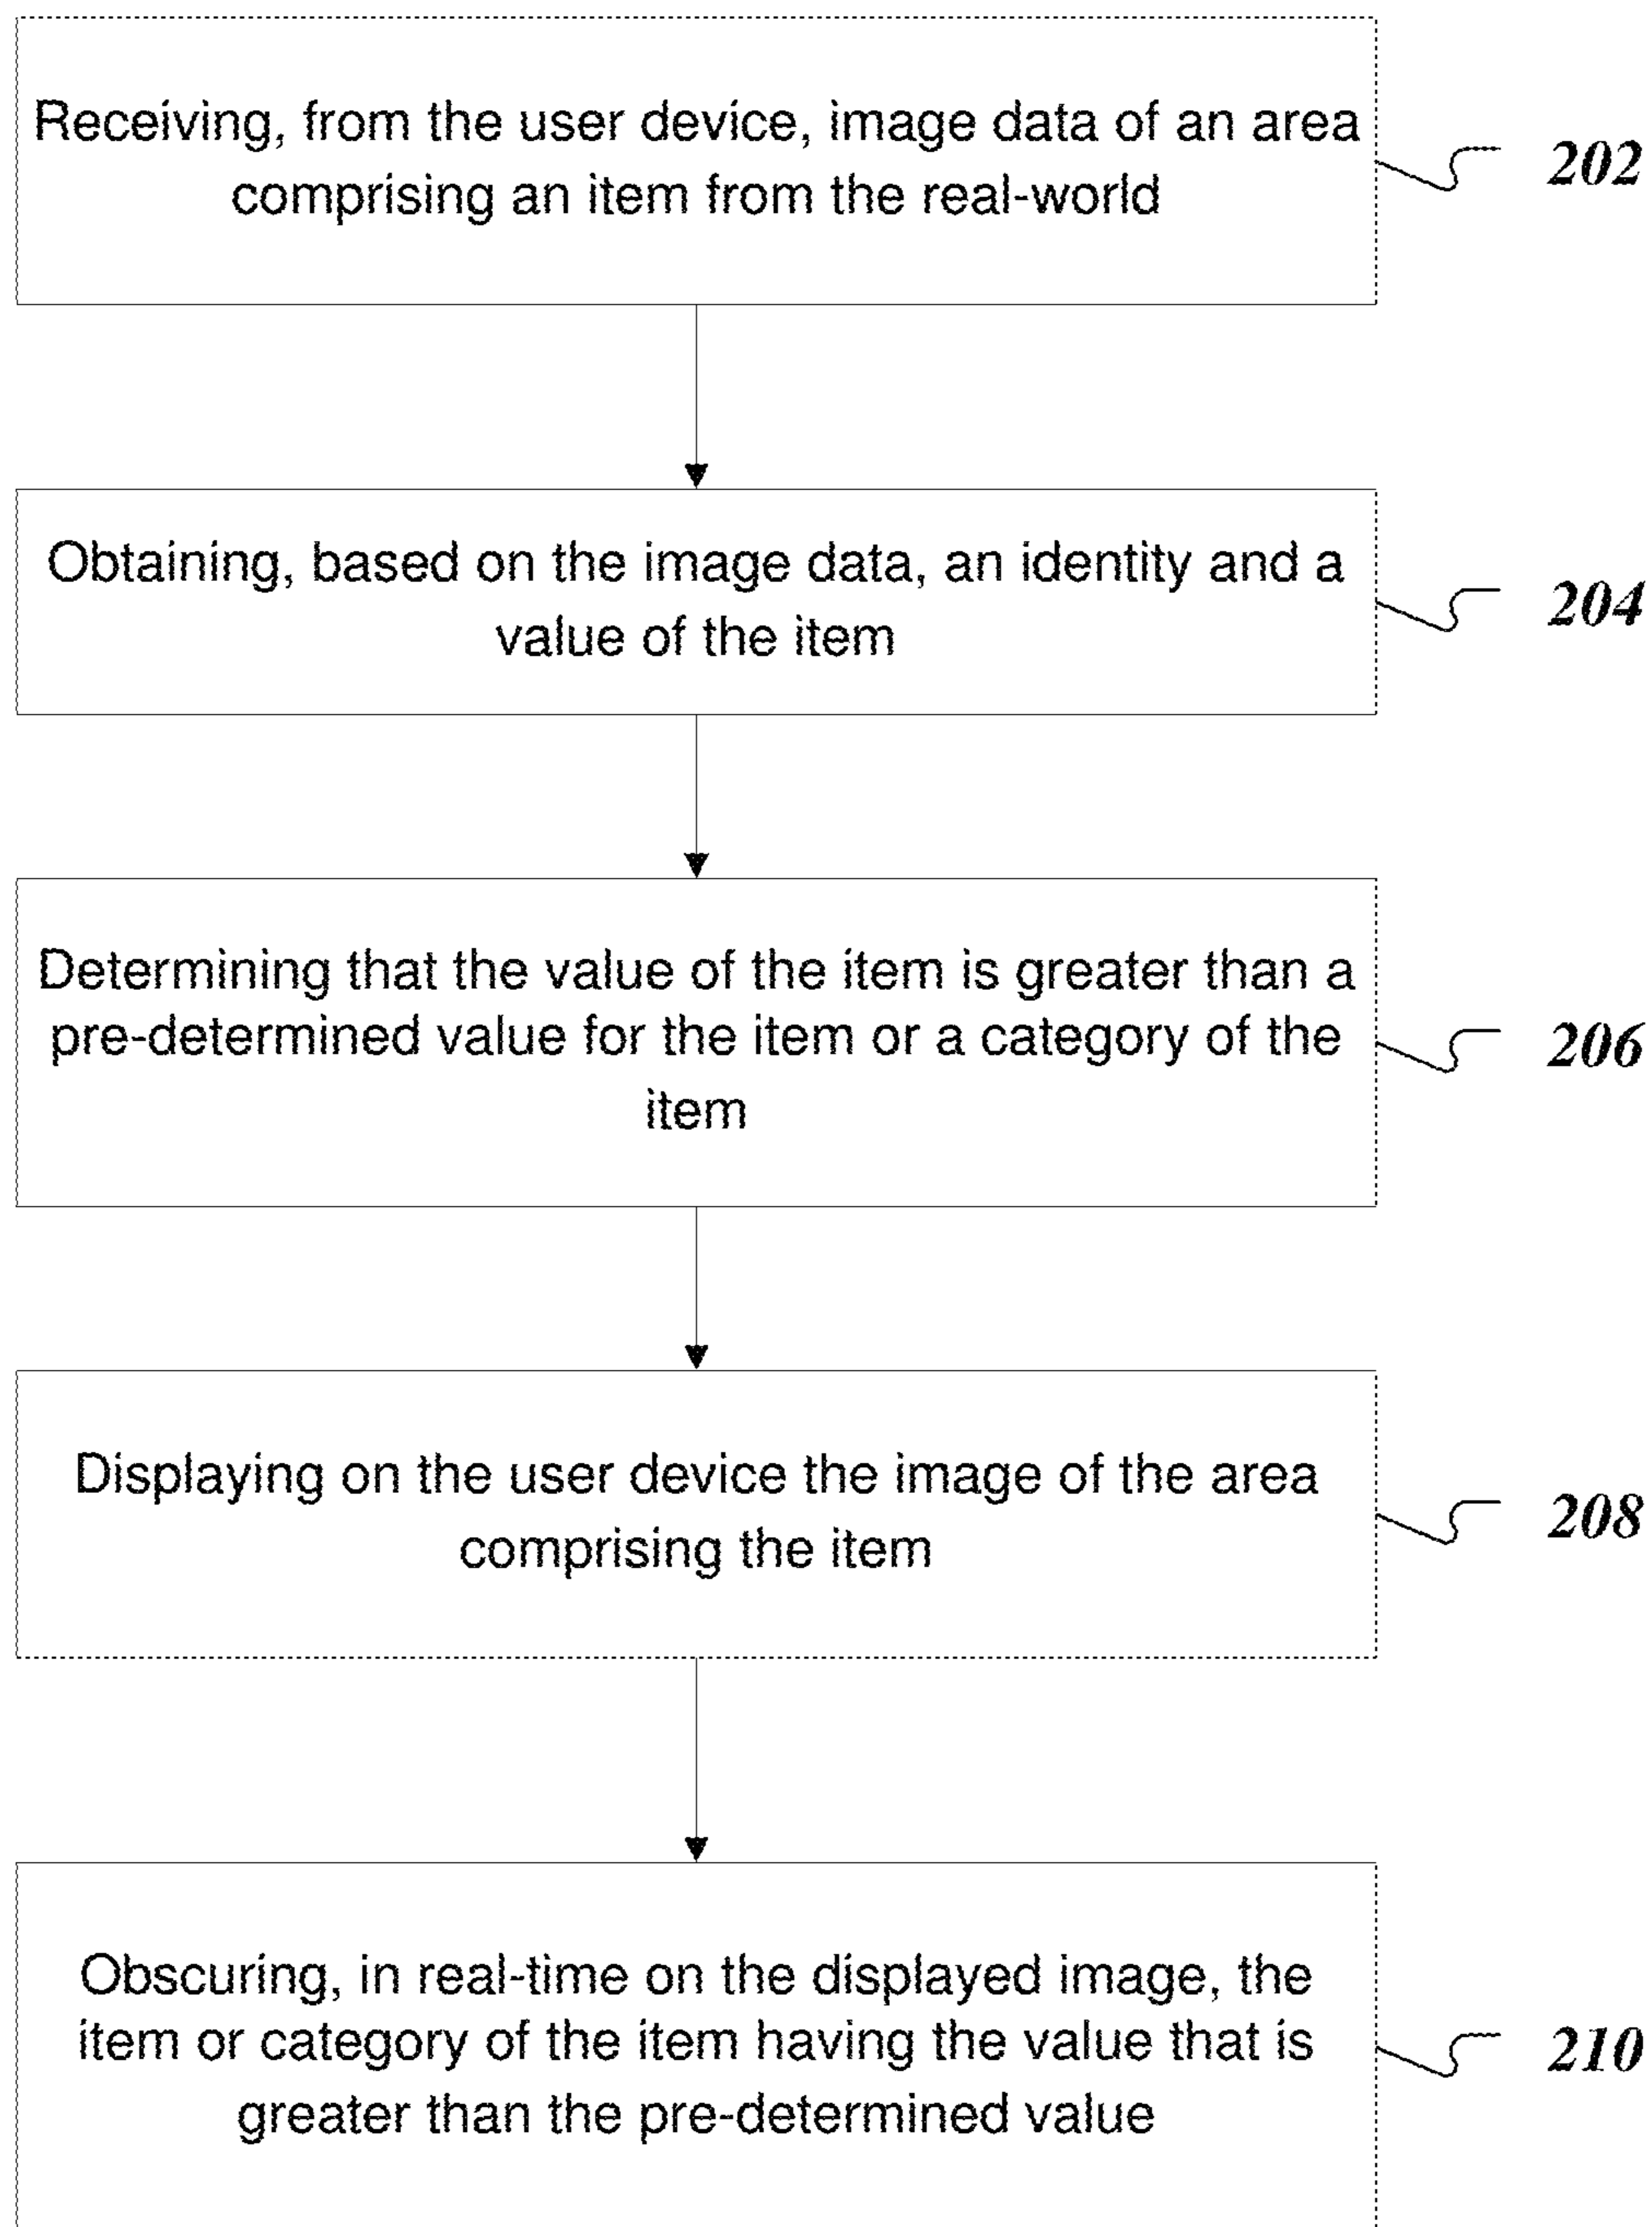 Receiving, from the user device, image data of an area
comprising an item from the real-world
202
Obtaining, based on the image data, an identity and a
value of the item
204
Determining that the value of the item is greater than a
pre-determined value for the item or a category of the
item
206
Displaying on the user device the image of the area
comprising the item
208
Obscuring, in real-time on the displayed image, the
item or category of the item having the value that is
greater than the pre-determined value
210